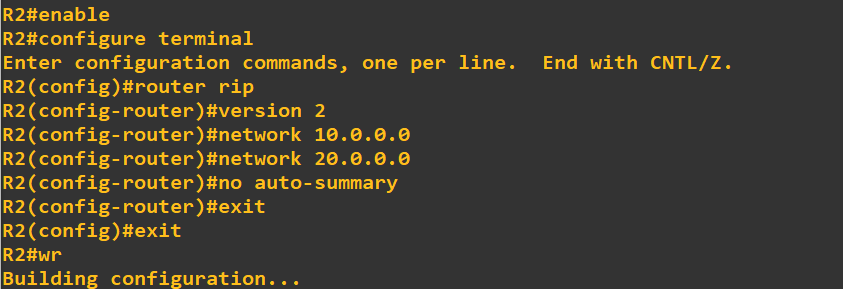 R2#enable
R2#configure terminal
Enter configuration commands, one per line.  End with CNTL/Z.
R2(config)#router rip
R2(config-router)#version 2
R2(config-router)#network 10.0.0.0
R2(config-router)#network 20.0.0.0
R2(config-router)#no auto-summary
R2(config-router)#exit
R2(config)#exit
R2#wr
Building configuration...